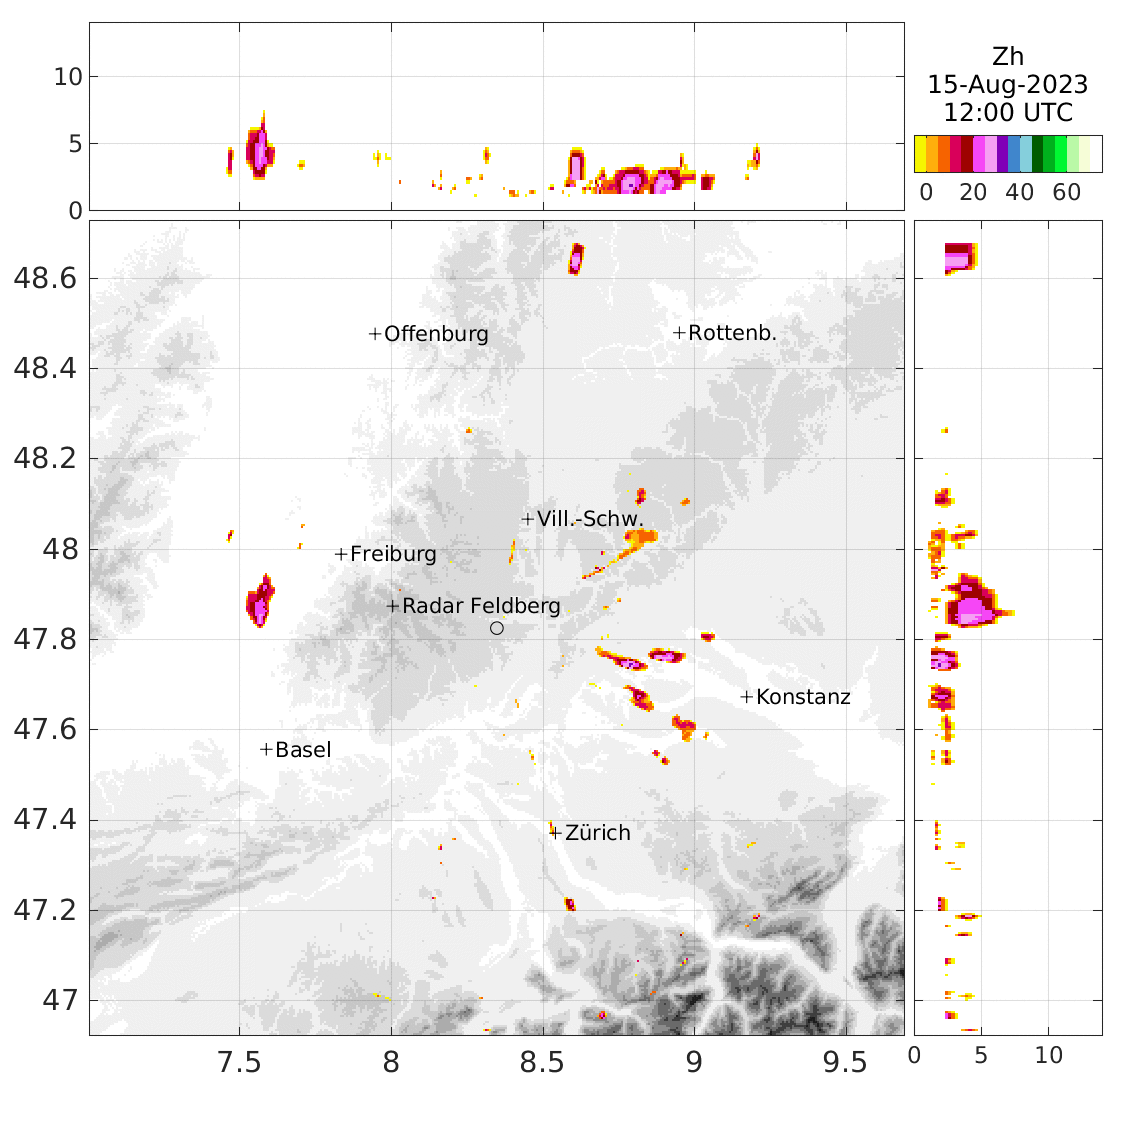 Zh
15-Aug-2023
12:00 UTC
0 20 40 60
10
5
0
48.6
48.4
48.2
48
47.8
47.6
47.4
47.2
47
Offenburg
Rottenb.
Vill.-Schw.
Freiburg
Radar Feldberg
Konstanz
Basel
Zürich
7.5 8 8.5 9 9.5
0 5 10